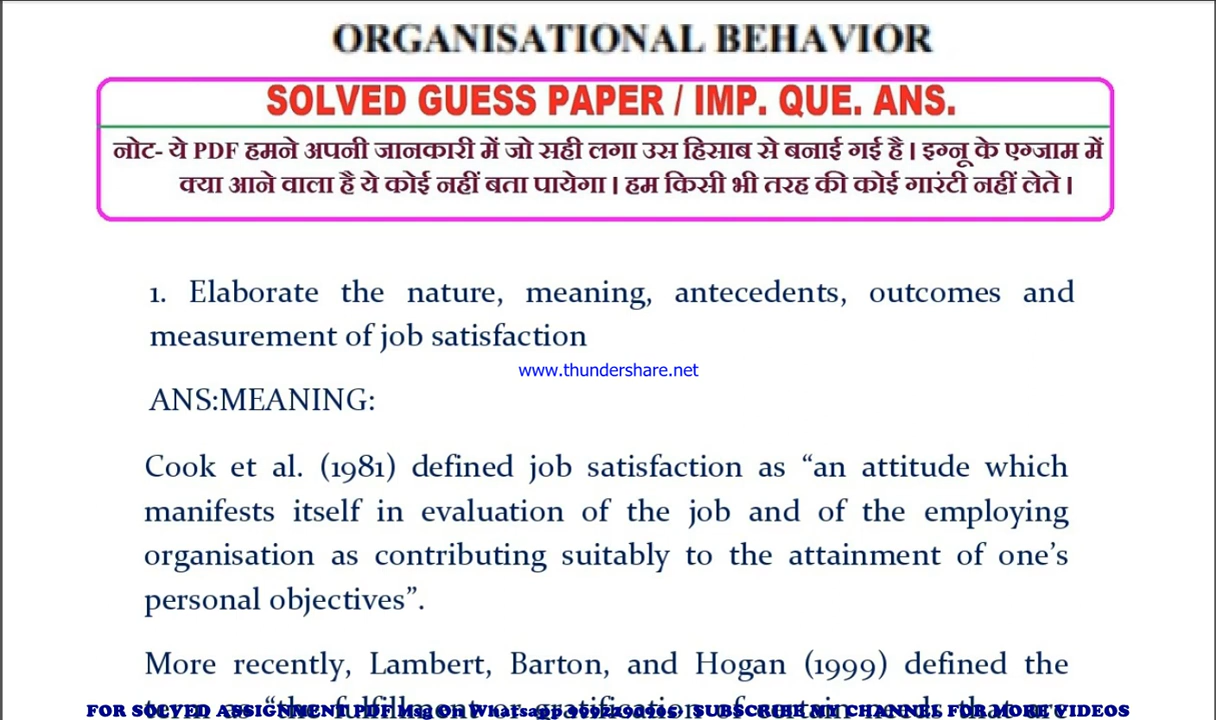 ORGANISATIONAL BEHAVIOR
SOLVED GUESS PAPER / IMP. QUE. ANS.
नोट- ये PDF हमने अपनी जानकारी में जो सही लगा उस हिसाब से बनाई गई है। इग्नू के एग्जाम में
क्या आने वाला है ये कोई नहीं बता पायेगा। हम किसी भी तरह की कोई गारंटी नहीं लेते।
1. Elaborate the nature, meaning, antecedents, outcomes and
measurement of job satisfaction
www.thundershare.net
ANS:MEANING:
Cook et al. (1981) defined job satisfaction as “an attitude which
manifests itself in evaluation of the job and of the employing
organisation as contributing suitably to the attainment of one’s
personal objectives”.
More recently, Lambert, Barton, and Hogan (1999) defined the
FOR SOLVED ASSIGNMENT PDF Msg On Whatsapp SUBSCRIBE MY CHANNEL FOR MORE VIDEOS